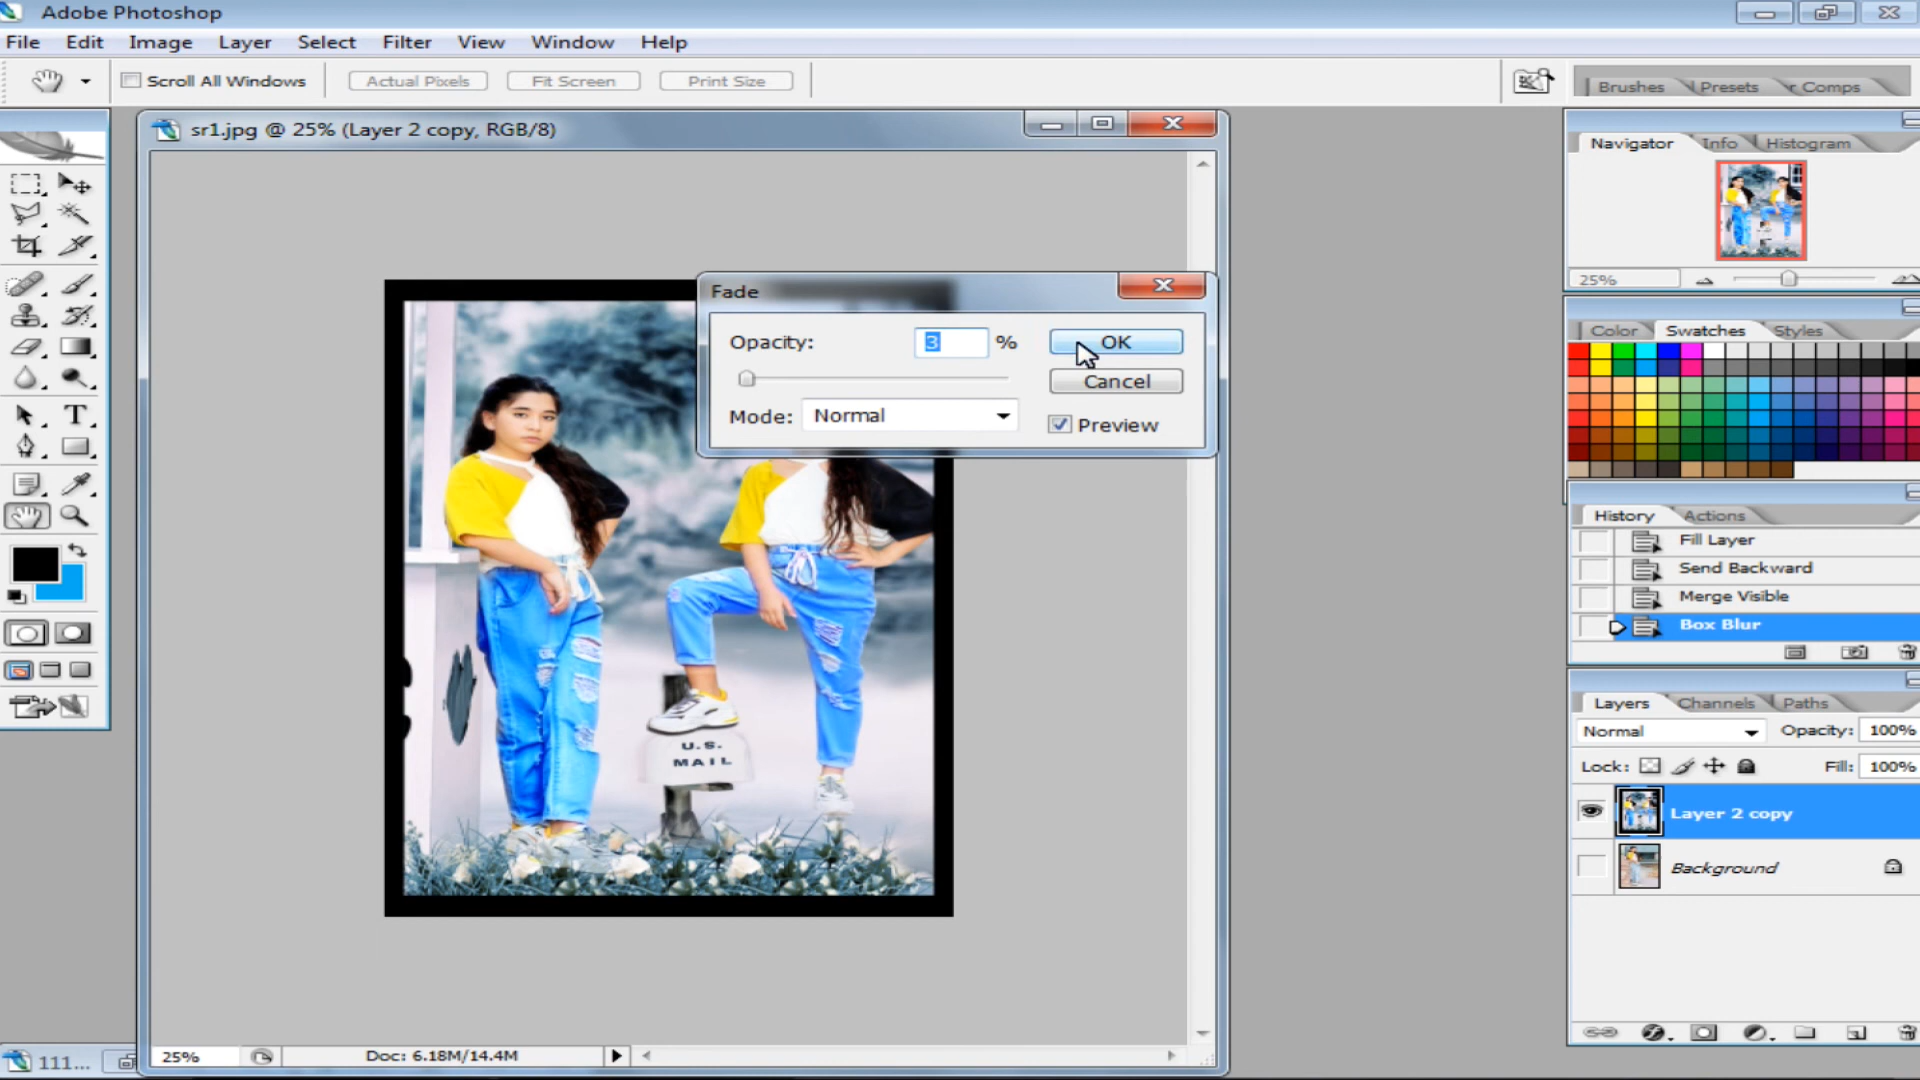 Adobe Photoshop
File Edit Image Layer Select Filter View Window Help
Scroll All Windows Actual Pixels Fit Screen Print Size
Brushes Presets r Comps
sr1.jpg @ 25% (Layer 2 copy, RGB/8)
Navigator Info Histogram
25%
Fade
Opacity: 3 %
OK
Cancel
Mode: Normal
Preview
Color Swatches Styles
T
History Actions
Fill Layer
Send Backward
Merge Visible
Box Blur
Layers Channels Paths
Normal Opacity: 100%
Lock: Fill: 100%
Layer 2 copy
Background
U.S.
MAIL
25% Doc: 6.18M/14.4M
111...